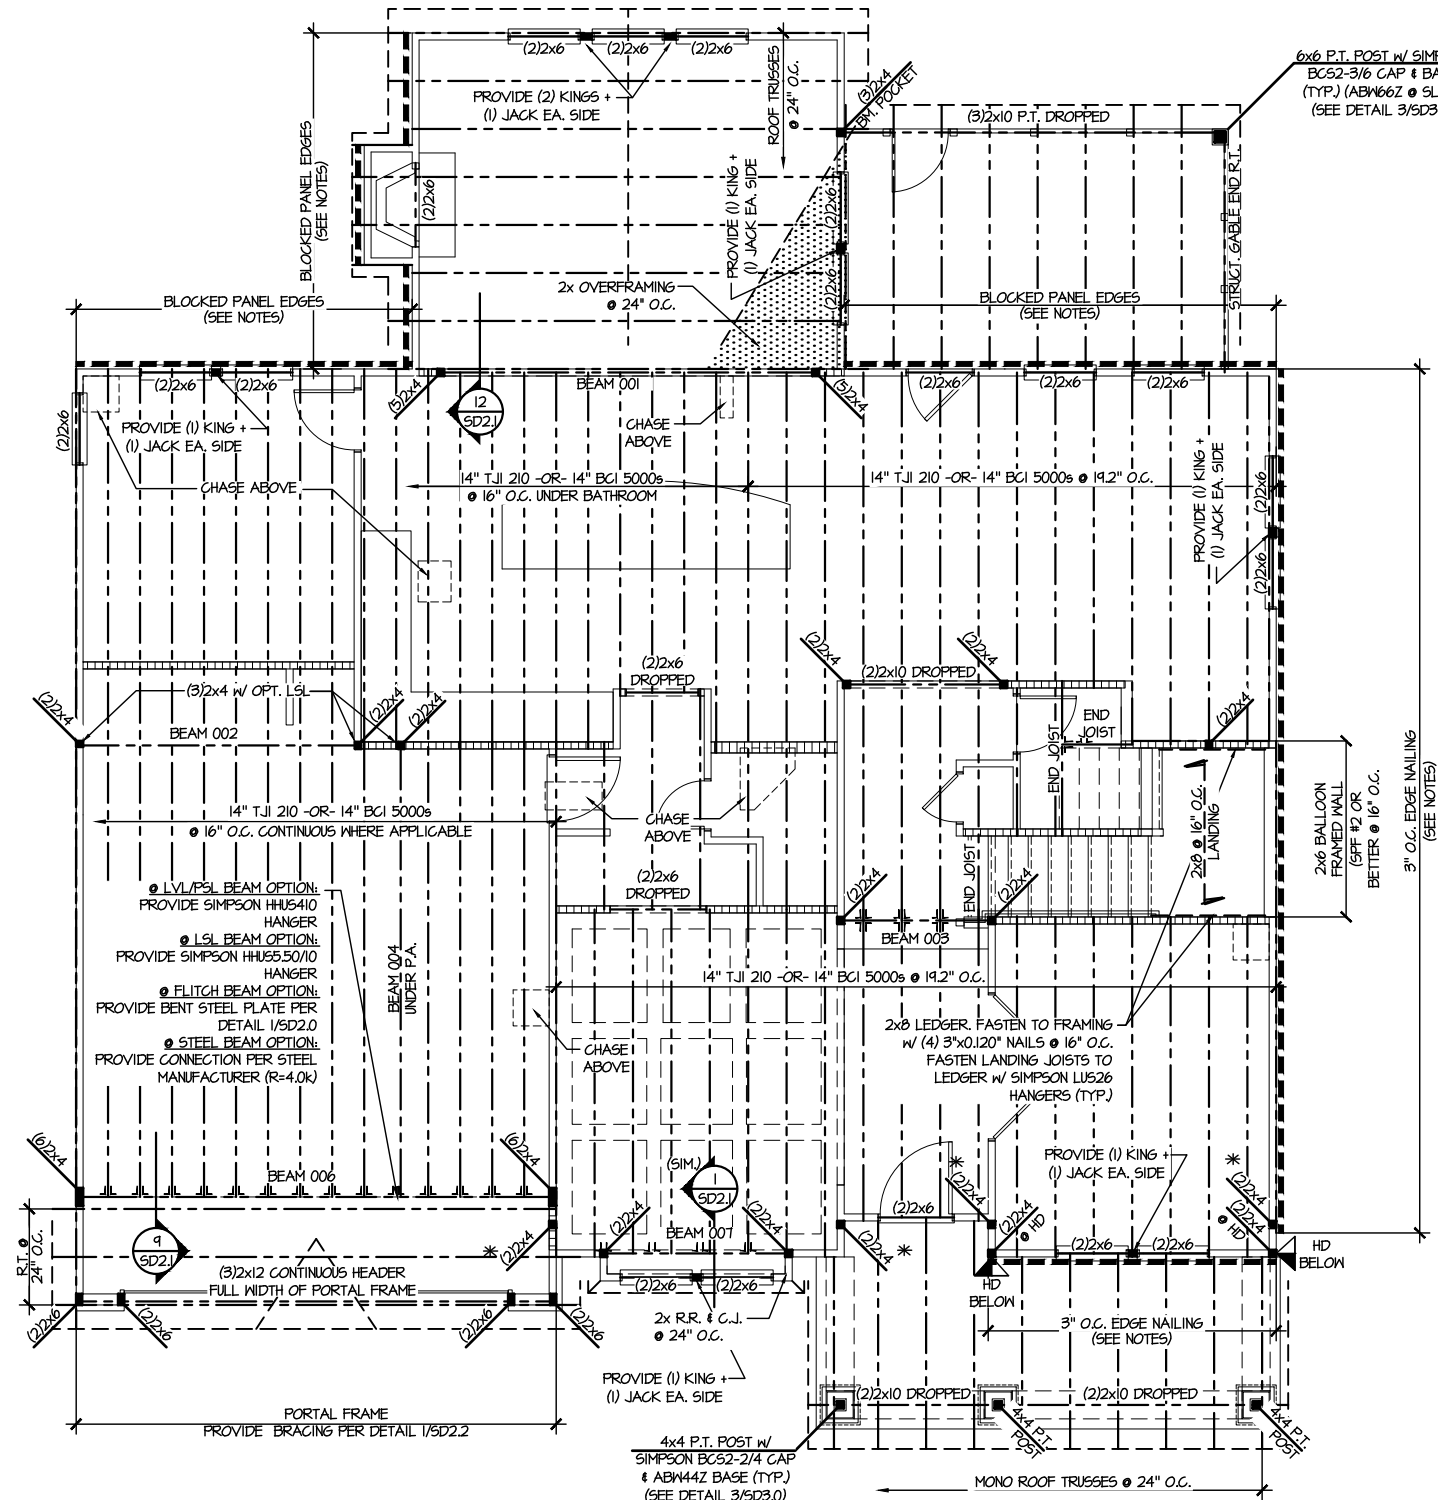 (2)2x6
(2)2x6
(2)2x6
PROVIDE (2) KINGS +
(1) JACK EA. SIDE
ROOF TRUSSES
@ 24" O.C.
(3)2x4
BM. POCKET
6x6 P.T. POST W/ SIMP
BCS2-3/6 CAP & BA
(TYP.) (ABW66Z @ SL
(SEE DETAIL 3/SD3
(3)2x10 P.T. DROPPED
BLOCKED PANEL EDGES
(SEE NOTES)
(2)2x6
PROVIDE (1) KING +
(1) JACK EA. SIDE
(2)2x6
(2)2x6
STRUCT. GABLE END R.T.
2x OVERFRAMING
@ 24" O.C.
BLOCKED PANEL EDGES
(SEE NOTES)
BLOCKED PANEL EDGES
(SEE NOTES)
(2)2x6
(2)2x6
BEAM 001
(2)2x6
(2)2x6
(2)2x6
(5)2x4
(5)2x4
12
SD2.1
(2)2x6
PROVIDE (1) KING +
(1) JACK EA. SIDE
CHASE
ABOVE
CHASE ABOVE
14" TJI 210 -OR- 14" BCI 5000s
@ 16" O.C. UNDER BATHROOM
14" TJI 210 -OR- 14" BCI 5000s @ 19.2" O.C.
PROVIDE (1) KING +
(1) JACK EA. SIDE
(2)2x6
(2)2x6
(2)2x6
DROPPED
(2)2x4
(2)2x10 DROPPED
(2)2x4
(3)2x4 W/ OPT. LSL
(2)2x4
(2)2x4
(2)2x4
BEAM 002
END
JOIST
END JOIST
(2)2x4
2x8 @ 16" O.C.
LANDING
2x6 BALLOON
FRAMED WALL
(SPF #2 OR
BETTER @ 16" O.C.
3" O.C. EDGE NAILING
(SEE NOTES)
14" TJI 210 -OR- 14" BCI 5000s
@ 16" O.C. CONTINUOUS WHERE APPLICABLE
CHASE
ABOVE
(2)2x6
DROPPED
END JOIST
(2)2x4
(2)2x4
BEAM 003
@ LVL/PSL BEAM OPTION:
PROVIDE SIMPSON HHUS410
HANGER
@ LSL BEAM OPTION:
PROVIDE SIMPSON HHUS5.50/10
HANGER
@ FLITCH BEAM OPTION:
PROVIDE BENT STEEL PLATE PER
DETAIL 1/SD2.0
@ STEEL BEAM OPTION:
PROVIDE CONNECTION PER STEEL
MANUFACTURER (R=4.0k)
BEAM 004
UNDER P.A.
14" TJI 210 -OR- 14" BCI 5000s @ 19.2" O.C.
2x8 LEDGER. FASTEN TO FRAMING
W/ (4) 3"x0.120" NAILS @ 16" O.C.
FASTEN LANDING JOISTS TO
LEDGER W/ SIMPSON LUS26
HANGERS (TYP.)
CHASE
ABOVE
(6)2x4
(6)2x4
BEAM 006
(SIM.)
1
SD2.1
PROVIDE (1) KING +
(1) JACK EA. SIDE
*
*
(2)2x4
(2)2x4
@ HD
(2)2x4
@ HD
(2)2x6
R.T. @
24" O.C.
9
SD2.1
*
(2)2x4
(2)2x4
BEAM 007
(2)2x4
(2)2x4
*
(2)2x6
(2)2x6
HD
BELOW
HD
BELOW
(3)2x12 CONTINUOUS HEADER
FULL WIDTH OF PORTAL FRAME
(2)2x6
(2)2x6
(2)2x6
(2)2x6
(2)2x6
(2)2x6
2x R.R. & C.J.
@ 24" O.C.
3" O.C. EDGE NAILING
(SEE NOTES)
PROVIDE (1) KING +
(1) JACK EA. SIDE
(2)2x10 DROPPED
(2)2x10 DROPPED
4x4 P.T.
POST
4x4 P.T.
POST
PORTAL FRAME
PROVIDE BRACING PER DETAIL 1/SD2.2
4x4 P.T. POST W/
SIMPSON BCS2-2/4 CAP
& ABW44Z BASE (TYP.)
(SEE DETAIL 3/SD3.0)
MONO ROOF TRUSSES @ 24" O.C.